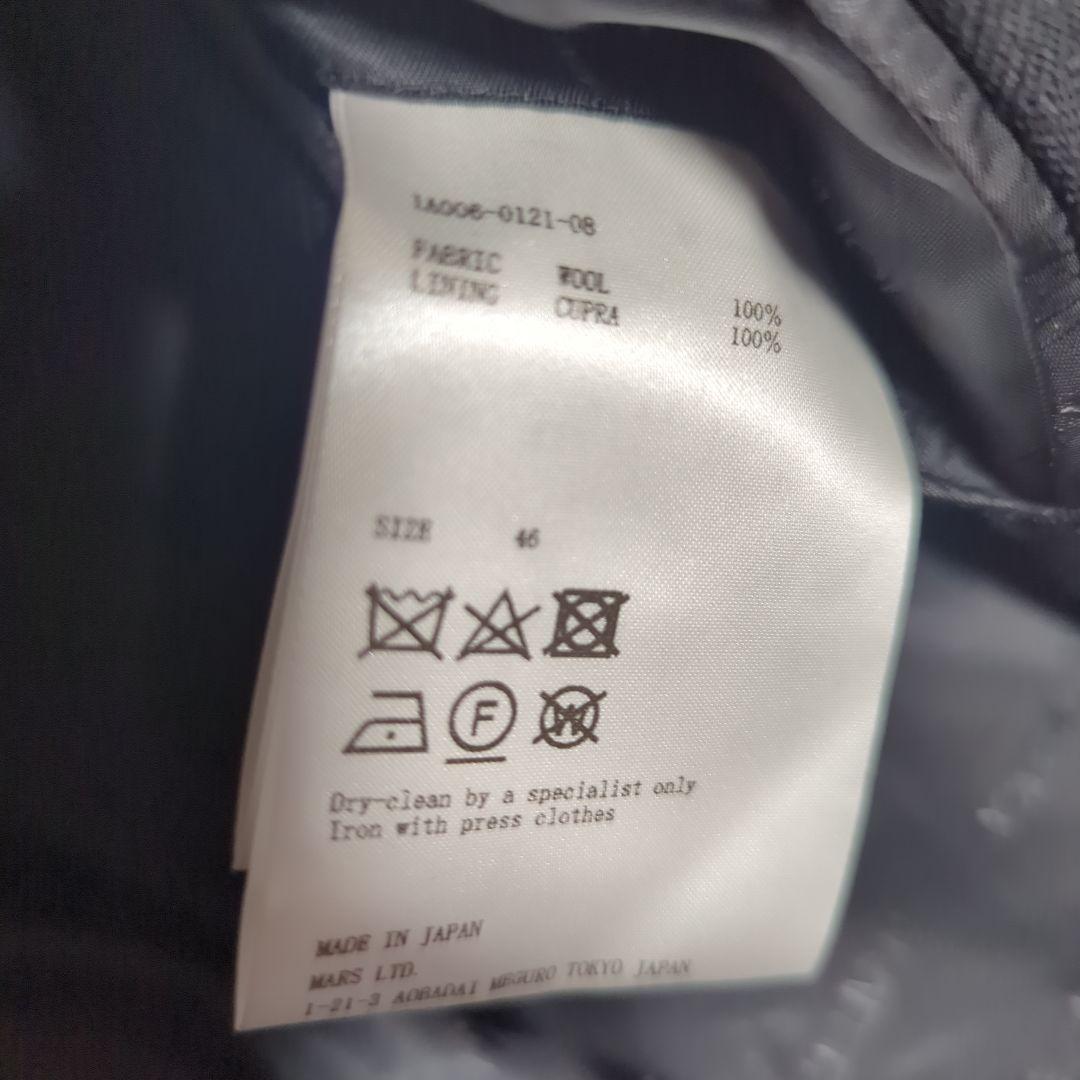 1A006-0121-08
FABRIC WOOL 100%
LINING CUPRA 100%
SIZE 46
F
W
Dry-clean by a specialist only
Iron with press clothes
MADE IN JAPAN
MARS LTD.
1-21-3 AOBADAI MEGURO TOKYO JAPAN